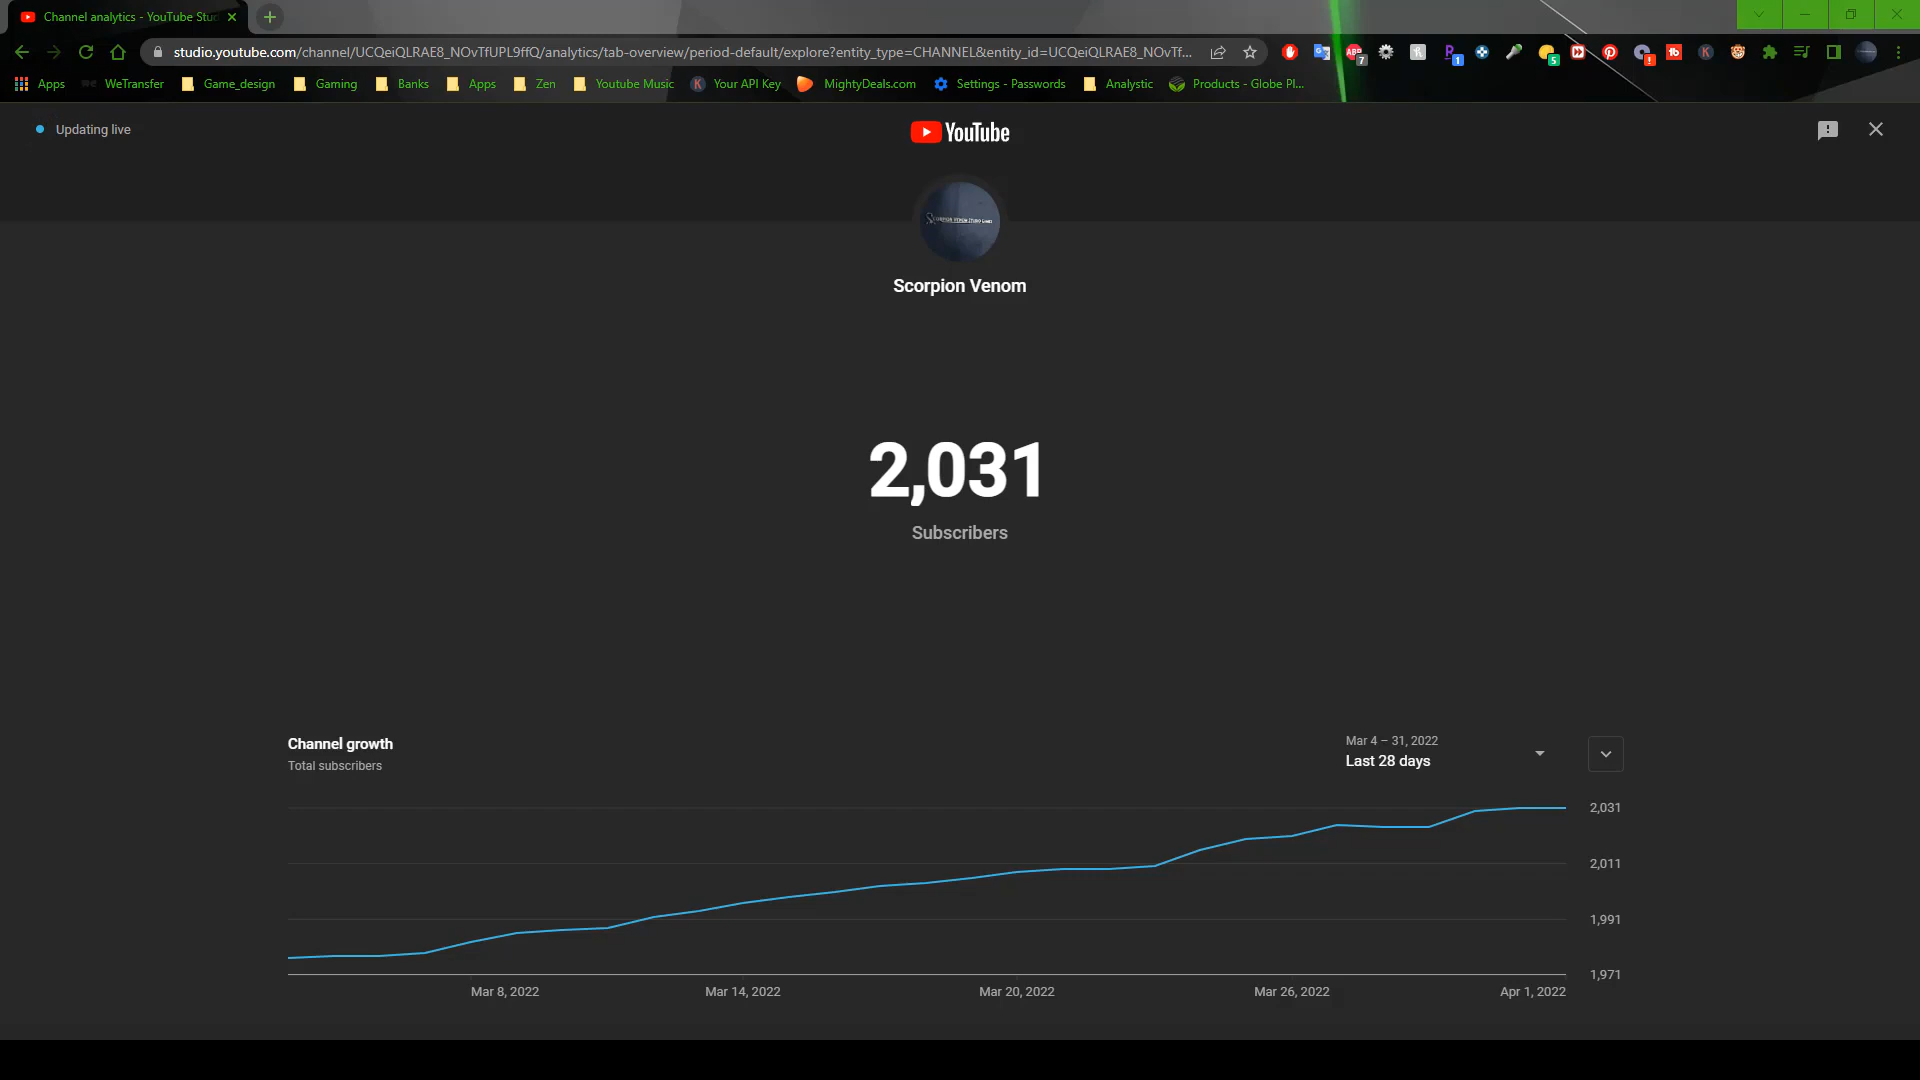 Channel analytics - YouTube Stud
studio.youtube.com/channel/UCQeiQLRAE8_NOvTfUPL9ffQ/analytics/tab-overview/period-default/explore?entity_type=CHANNEL&entity_id=UCQeiQLRAE8_NOvTf...
7
1
5
Apps
WeTransfer
Game_design
Gaming
Banks
Apps
Zen
Youtube Music
Your API Key
MightyDeals.com
Settings - Passwords
Analystic
Products - Globe Pl...
Updating live
YouTube
Scorpion Venom
2,031
Subscribers
Channel growth
Total subscribers
Mar 4 – 31, 2022
Last 28 days
2,031
2,011
1,991
1,971
Mar 8, 2022
Mar 14, 2022
Mar 20, 2022
Mar 26, 2022
Apr 1, 2022